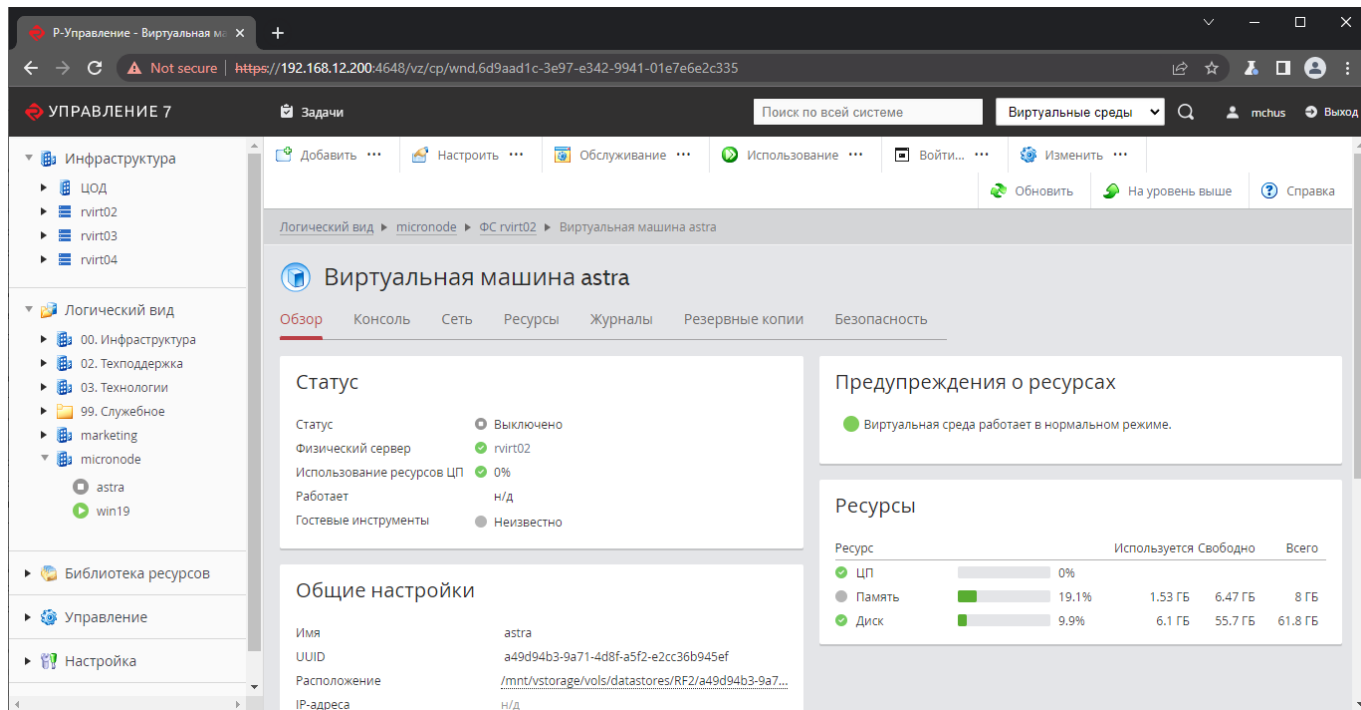 Р-Управление - Виртуальная ма
Not secure | https://192.168.12.200:4648/vz/cp/wnd,6d9aad1c-3e97-e342-9941-01e7e6e2c335
УПРАВЛЕНИЕ 7
Задачи
Поиск по всей системе
Виртуальные среды
mchus
Выход
Инфраструктура
ЦОД
rvirt02
rvirt03
rvirt04
Логический вид
00. Инфраструктура
02. Техподдержка
03. Технологии
99. Служебное
marketing
micronode
astra
win19
Библиотека ресурсов
Управление
Настройка
Добавить ••• Настроить ••• Обслуживание ••• Использование ••• Войти... ••• Изменить •••
Обновить На уровень выше Справка
Логический вид ▸ micronode ▸ ФС rvirt02 ▸ Виртуальная машина astra
Виртуальная машина astra
Обзор Консоль Сеть Ресурсы Журналы Резервные копии Безопасность
Статус
Статус Выключено
Физический сервер rvirt02
Использование ресурсов ЦП 0%
Работает н/д
Гостевые инструменты Неизвестно
Общие настройки
Имя astra
UUID a49d94b3-9a71-4d8f-a5f2-e2cc36b945ef
Расположение /mnt/vstorage/vols/datastores/RF2/a49d94b3-9a7...
IP-адреса н/д
Предупреждения о ресурсах
Виртуальная среда работает в нормальном режиме.
Ресурсы
Ресурс Используется Свободно Всего
ЦП 0%
Память 19.1% 1.53 ГБ 6.47 ГБ 8 ГБ
Диск 9.9% 6.1 ГБ 55.7 ГБ 61.8 ГБ